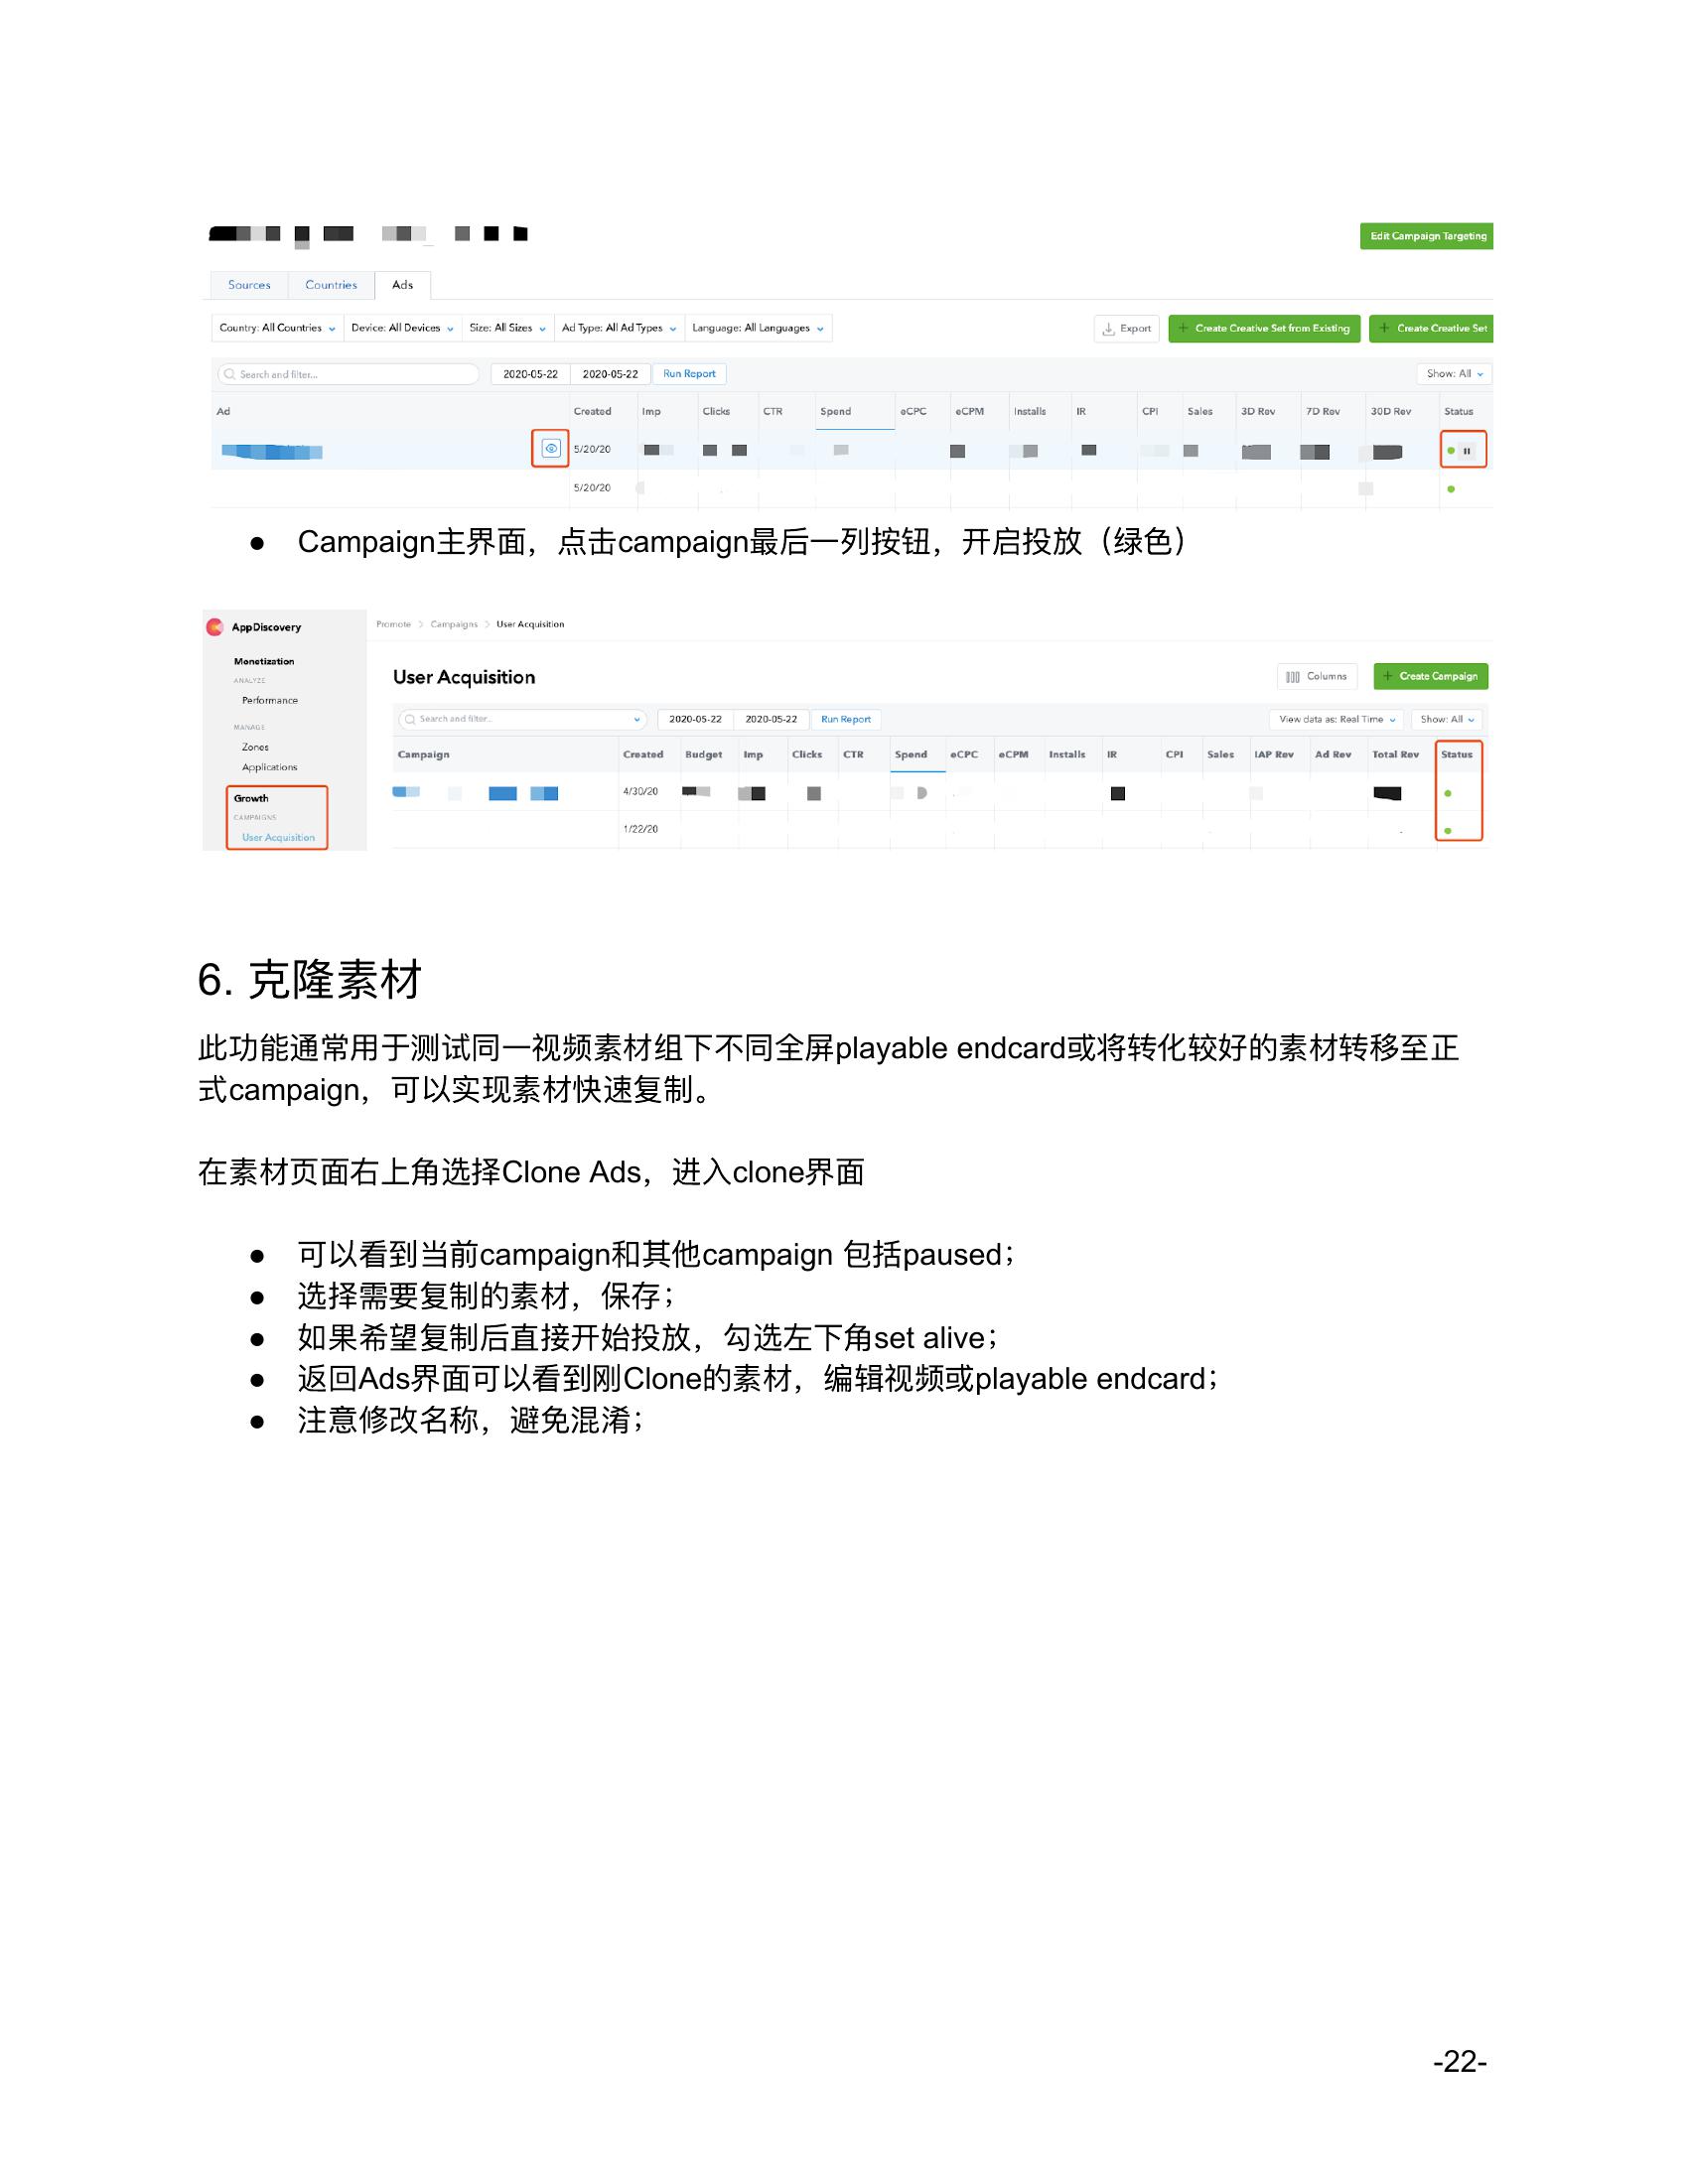 Edit Campaign Targeting
Sources Countries Ads
Country: All Countries Device: All Devices Size: All Sizes Ad Type: All Ad Types Language: All Languages Export + Create Creative Set from Existing + Create Creative Set
Search and filter... 2020-05-22 2020-05-22 Run Report Show: All
Ad Created Imp Clicks CTR Spend eCPC eCPM Installs IR CPI Sales 3D Rev 7D Rev 30D Rev Status
5/20/20
5/20/20
● Campaign主界面，点击campaign最后一列按钮，开启投放（绿色）
AppDiscovery
Monetization
ANALYZE
Performance
MANAGE
Zones
Applications
Growth
CAMPAIGNS
User Acquisition
Promote > Campaigns > User Acquisition
User Acquisition Columns + Create Campaign
Search and filter.. 2020-05-22 2020-05-22 Run Report View data as: Real Time Show: All
Campaign Created Budget Imp Clicks CTR Spend eCPC eCPM Installs IR CPI Sales IAP Rev Ad Rev Total Rev Status
4/30/20
1/22/20
6. 克隆素材
此功能通常用于测试同一视频素材组下不同全屏playable endcard或将转化较好的素材转移至正
式campaign，可以实现素材快速复制。
在素材页面右上角选择Clone Ads，进入clone界面
● 可以看到当前campaign和其他campaign 包括paused；
● 选择需要复制的素材，保存；
● 如果希望复制后直接开始投放，勾选左下角set alive；
● 返回Ads界面可以看到刚Clone的素材，编辑视频或playable endcard；
● 注意修改名称，避免混淆；
-22-